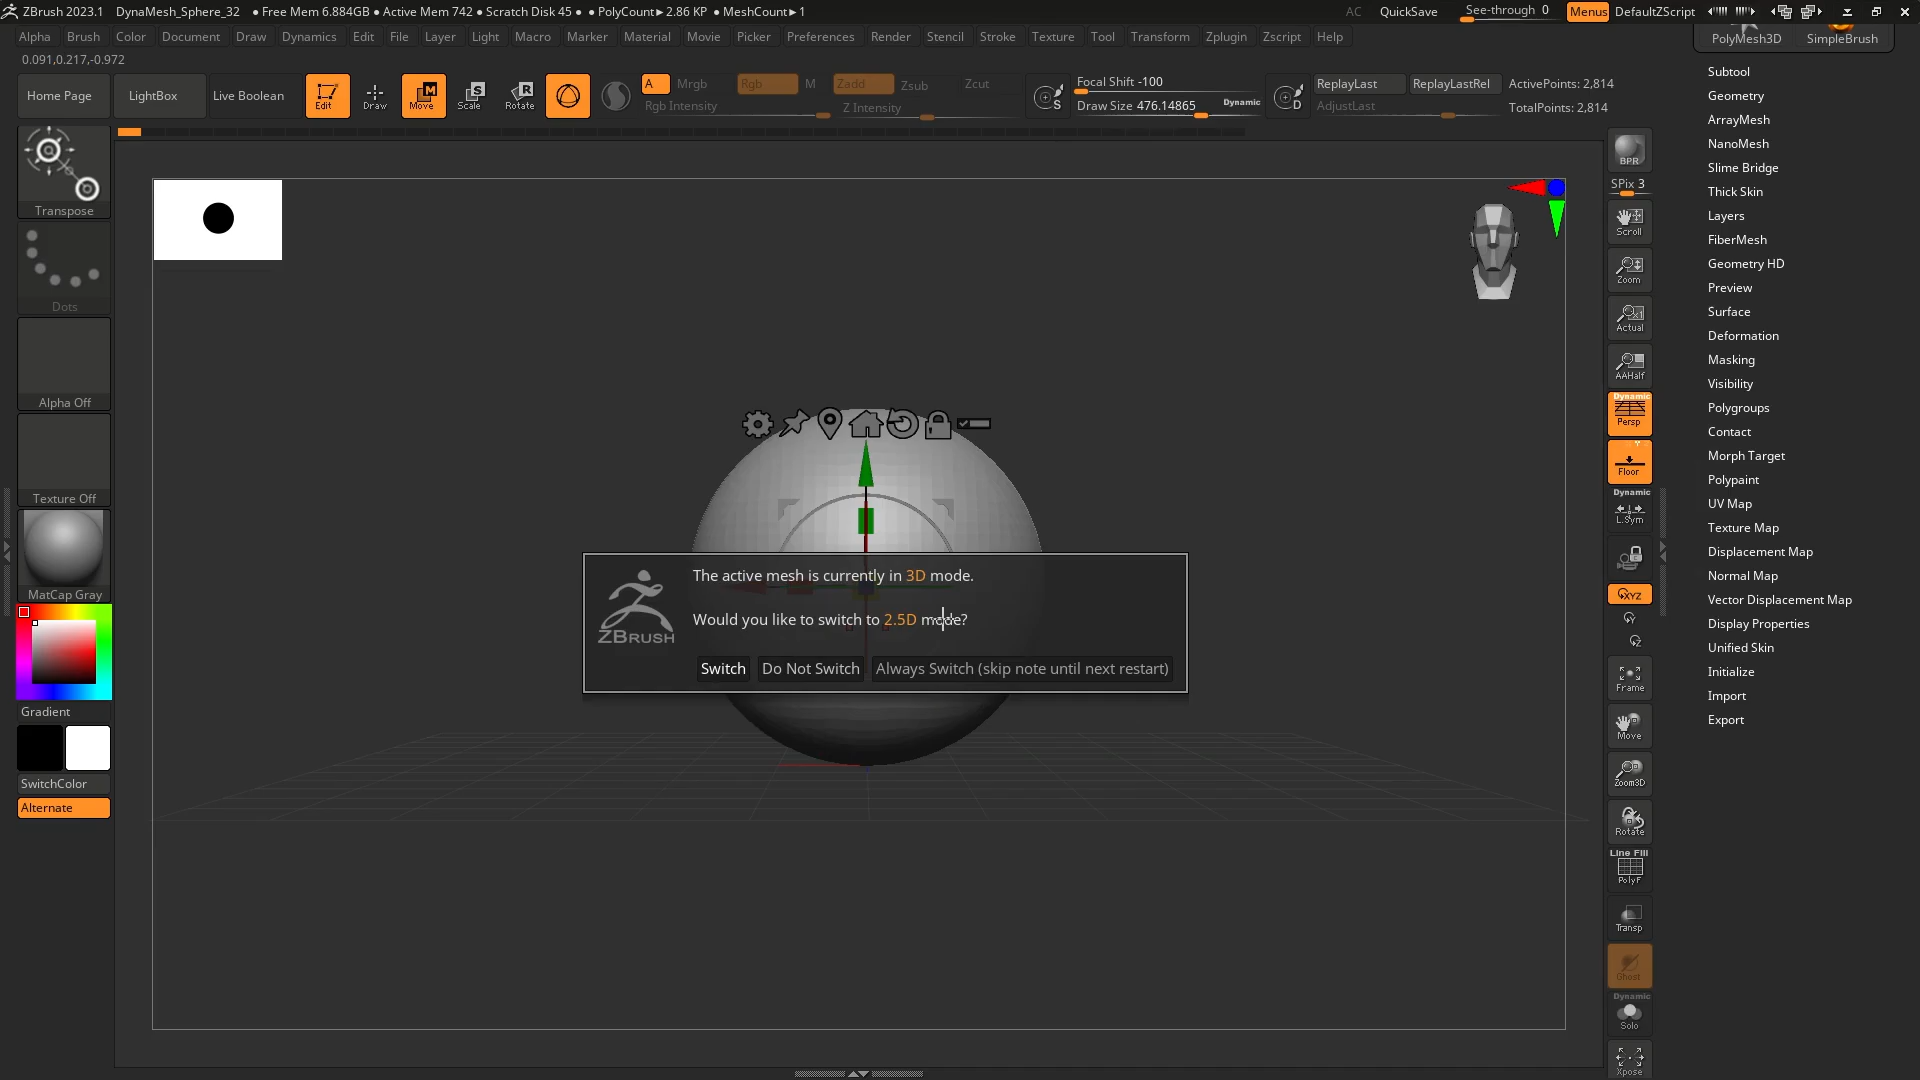 ZBrush 2023.1 DynaMesh_Sphere_32 • Free Mem 6.884GB • Active Mem 742 • Scratch Disk 45 • • PolyCount ▸ 2.86 KP • MeshCount ▸ 1 AC QuickSave See-through 0 Menus DefaultZScript
Alpha Brush Color Document Draw Dynamics Edit File Layer Light Macro Marker Material Movie Picker Preferences Render Stencil Stroke Texture Tool Transform Zplugin Zscript Help
PolyMesh3D SimpleBrush
0.091,0.217,-0.972
Home Page LightBox Live Boolean Edit Draw Move Scale Rotate
A Mrgb Rgb M Zadd Zsub Zcut
Rgb Intensity Z Intensity
Focal Shift -100
Draw Size 476.14865 Dynamic
S D
ReplayLast ReplayLastRel ActivePoints: 2,814
AdjustLast TotalPoints: 2,814
Transpose
Dots
Alpha Off
Texture Off
MatCap Gray
Gradient
SwitchColor
Alternate
The active mesh is currently in 3D mode.
Would you like to switch to 2.5D mode?
ZBRUSH
Switch Do Not Switch Always Switch (skip note until next restart)
BPR
SPix 3
Scroll
Zoom
Actual
AAHalf
Dynamic
Persp
Floor
Dynamic
L.Sym
XYZ
Y
Z
Frame
Move
Zoom3D
Rotate
Line Fill
PolyF
Transp
Ghost
Dynamic
Solo
Xpose
Subtool
Geometry
ArrayMesh
NanoMesh
Slime Bridge
Thick Skin
Layers
FiberMesh
Geometry HD
Preview
Surface
Deformation
Masking
Visibility
Polygroups
Contact
Morph Target
Polypaint
UV Map
Texture Map
Displacement Map
Normal Map
Vector Displacement Map
Display Properties
Unified Skin
Initialize
Import
Export